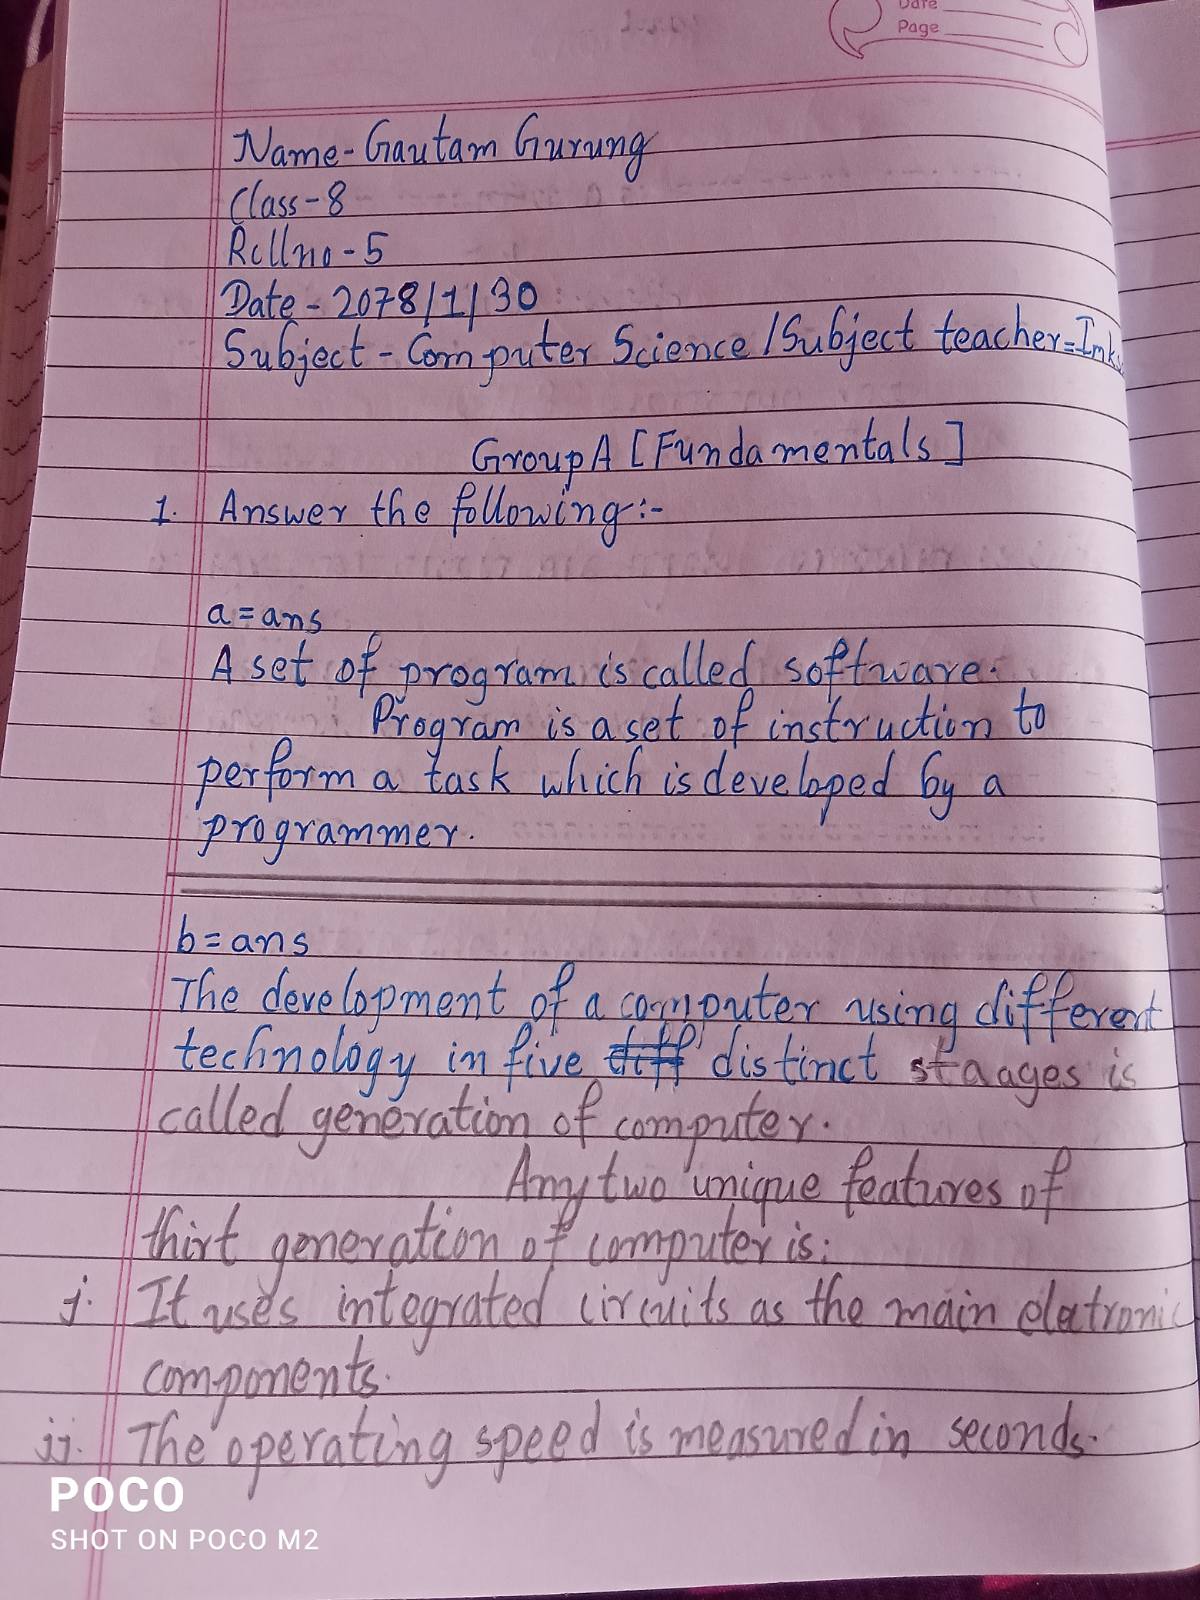 Date
Page
Name-Gautam Gurung
Class-8
Rollno-5
Date-2078/1/30
Subject-Computer Science/Subject teacher=
Group A [Fundamentals]
1. Answer the following:-
a=ans
A set of program is called software.
Program is a set of instruction to
perform a task which is developed by a
programmer.
b=ans
The development of a computer using different
technology in five diff distinct staages is
called generation of computer.
Any two unique features of
thirt generation of computer is:
i. It uses integrated circuits as the main elctronic
components.
ii. The operating speed is measured in seconds.
POCO
SHOT ON POCO M2